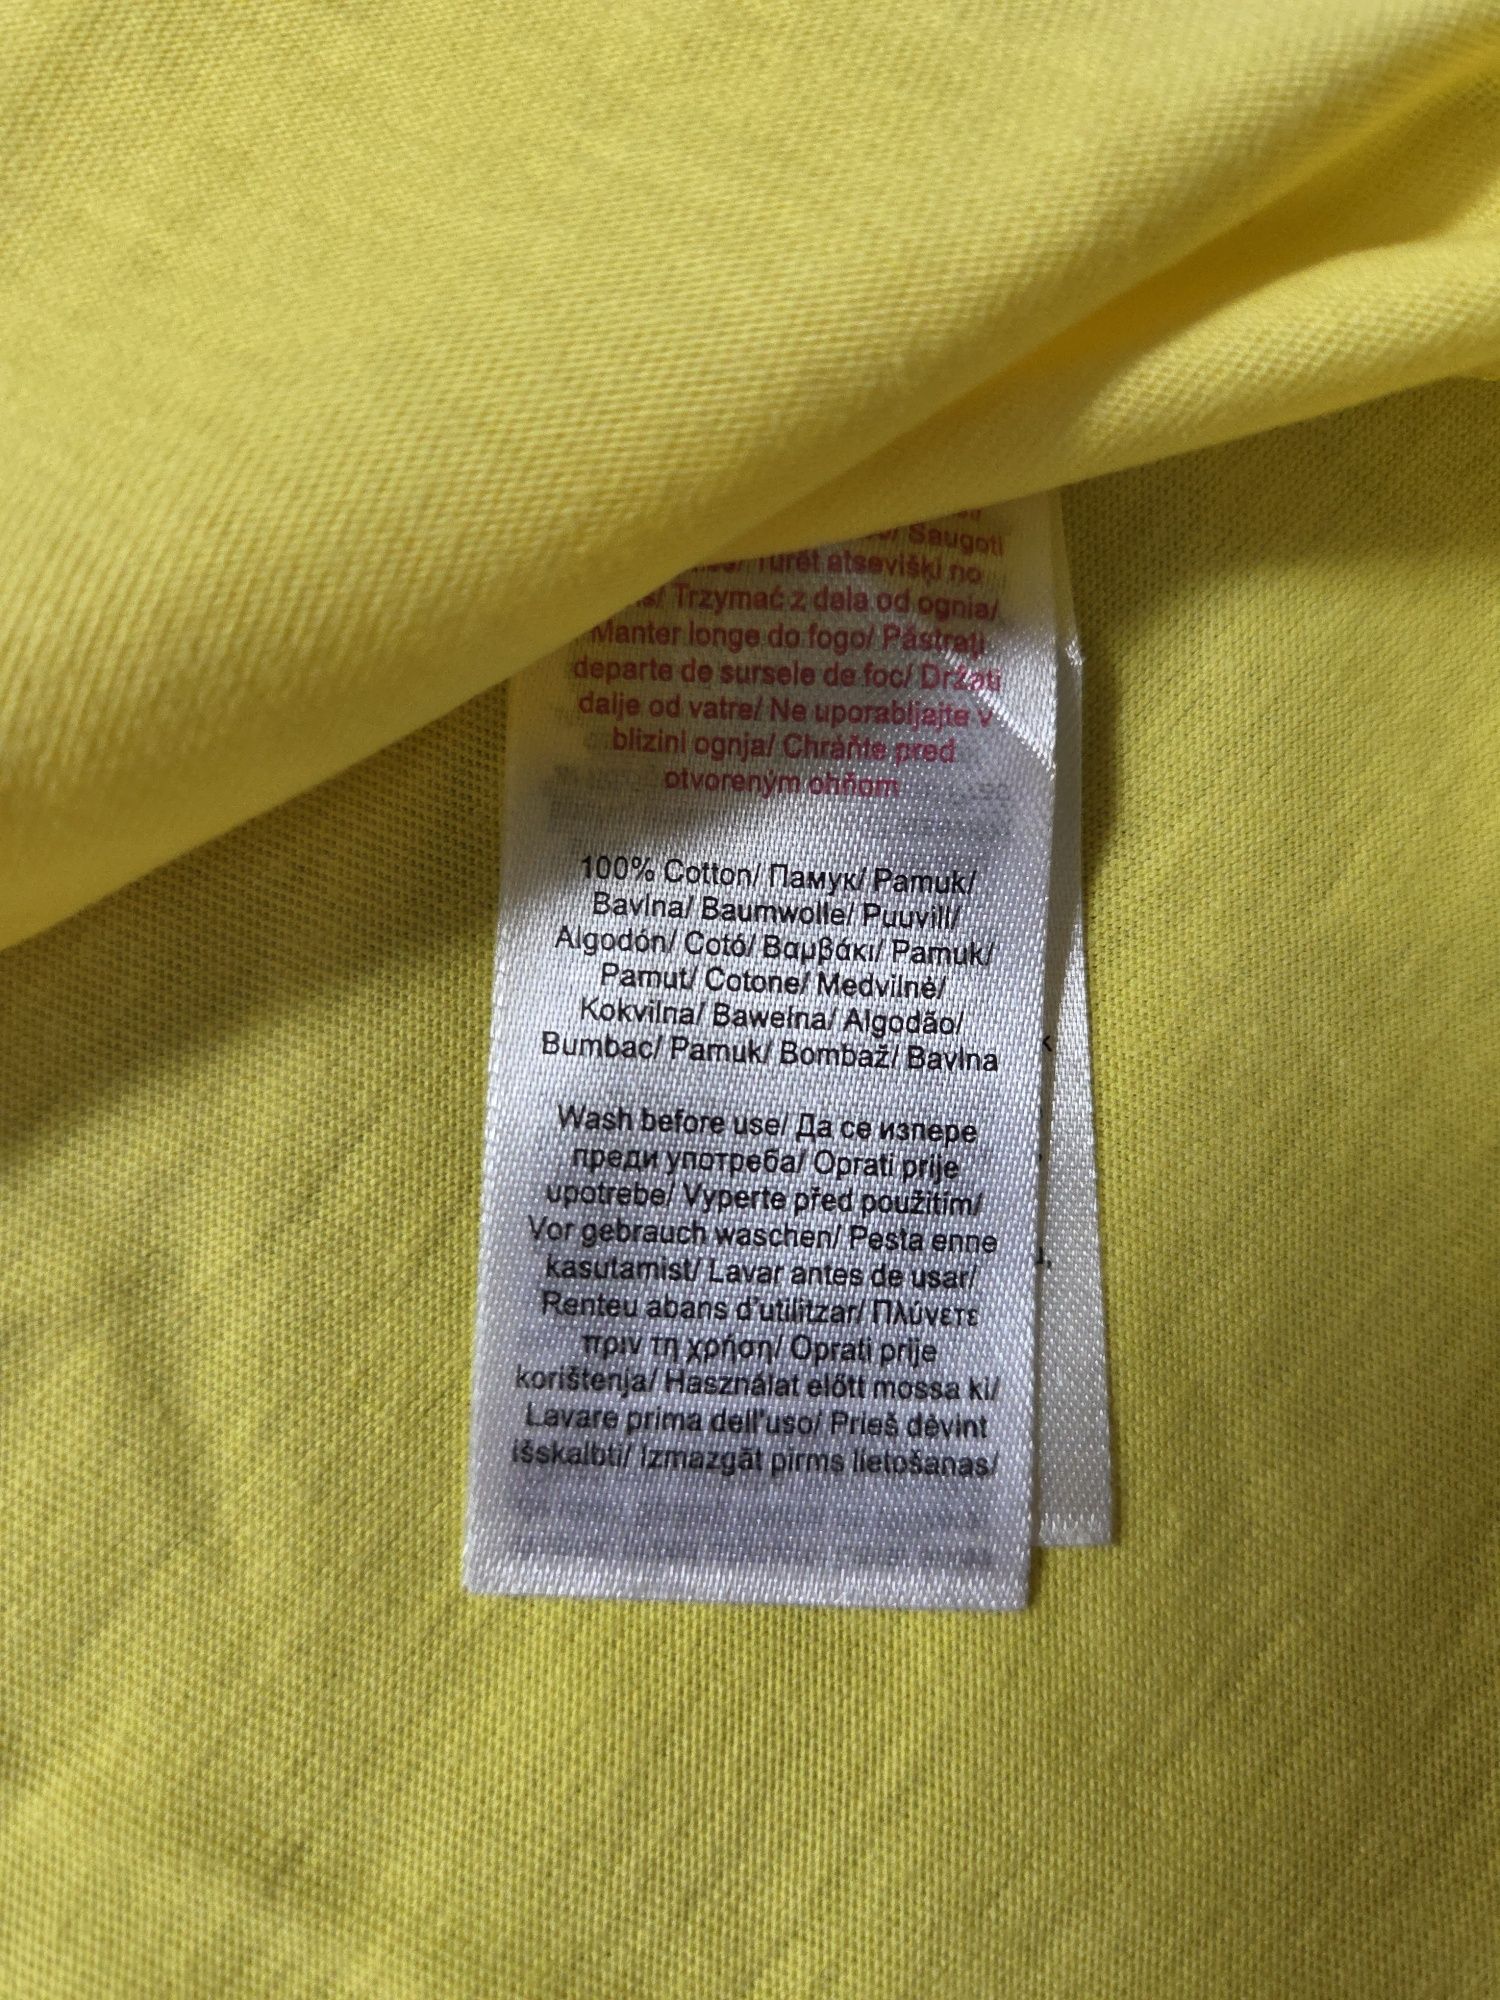 Saugoti
Turēt atsevišķi no
Trzymać z dala od ognia/
Manter longe do fogo/ Păstrați
departe de sursele de foc/ Držati
dalje od vatre/ Ne uporabljajte v
blizini ognja/ Chráňte pred
otvoreným ohňom
100% Cotton/ Памук/ Pamuk/
Bavlna/ Baumwolle/ Puuvill/
Algodón/ Cotó/ Βαμβάκι/ Pamuk/
Pamut/ Cotone/ Medvilnė/
Kokvilna/ Bawełna/ Algodão/
Bumbac/ Pamuk/ Bombaž/ Bavlna
Wash before use/ Да се изпере
преди употреба/ Oprati prije
upotrebe/ Vyperte před použitím/
Vor gebrauch waschen/ Pesta enne
kasutamist/ Lavar antes de usar/
Renteu abans d'utilitzar/ Πλύνετε
πριν τη χρήση/ Oprati prije
korištenja/ Használat előtt mossa ki/
Lavare prima dell'uso/ Prieš dėvint
išskalbti/ Izmazgāt pirms lietošanas/